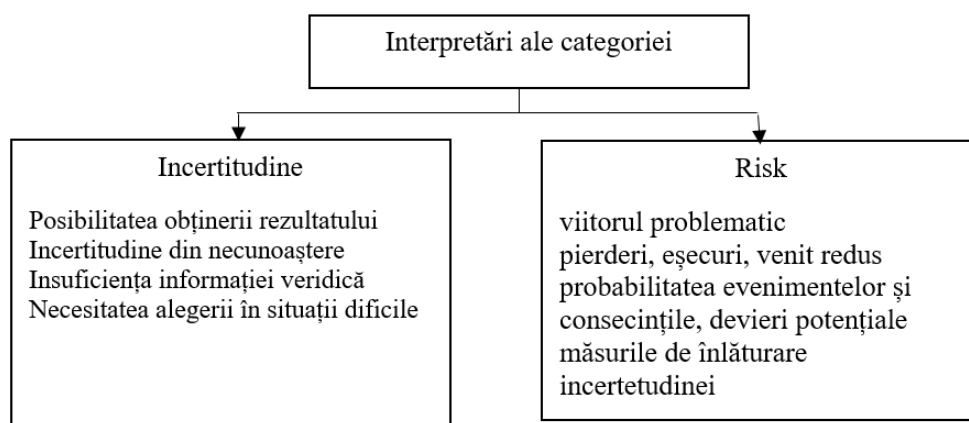 Interpretări ale categoriei
Incertitudine
Posibilitatea obținerii rezultatului
Incertitudine din necunoaștere
Insuficiența informației veridică
Necesitatea alegerii în situații dificile
Risk
viitorul problematic
pierderi, eșecuri, venit redus
probabilitatea evenimentelor și
consecințile, devieri potențiale
măsurile de înlăturare
incertetudinei